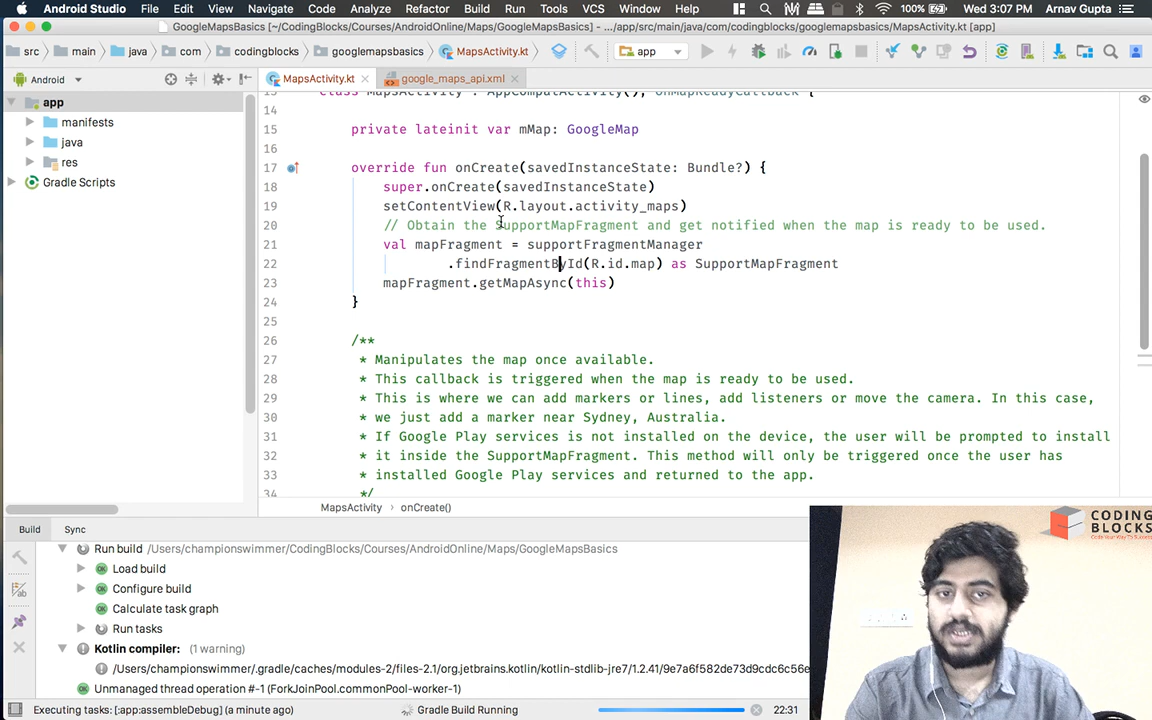 Android Studio File Edit View Navigate Code Analyze Refactor Build Run Tools VCS Window Help 100% Wed 3:07 PM Arnav Gupta
GoogleMapsBasics [~/CodingBlocks/Courses/AndroidOnline/Maps/GoogleMapsBasics] - .../app/src/main/java/com/codingblocks/googlemapsbasics/MapsActivity.kt [app]
src main java com codingblocks googlemapsbasics MapsActivity.kt app
Android MapsActivity.kt google_maps_api.xml
app
manifests
java
res
Gradle Scripts
13 class MapsActivity : AppCompatActivity(), OnMapReadyCallback {
14
15 private lateinit var mMap: GoogleMap
16
17 override fun onCreate(savedInstanceState: Bundle?) {
18 super.onCreate(savedInstanceState)
19 setContentView(R.layout.activity_maps)
20 // Obtain the SupportMapFragment and get notified when the map is ready to be used.
21 val mapFragment = supportFragmentManager
22 .findFragmentById(R.id.map) as SupportMapFragment
23 mapFragment.getMapAsync(this)
24 }
25
26 /**
27 * Manipulates the map once available.
28 * This callback is triggered when the map is ready to be used.
29 * This is where we can add markers or lines, add listeners or move the camera. In this case,
30 * we just add a marker near Sydney, Australia.
31 * If Google Play services is not installed on the device, the user will be prompted to install
32 * it inside the SupportMapFragment. This method will only be triggered once the user has
33 * installed Google Play services and returned to the app.
34 */
MapsActivity onCreate()
Build Sync
Run build /Users/championswimmer/CodingBlocks/Courses/AndroidOnline/Maps/GoogleMapsBasics
Load build
Configure build
Calculate task graph
Run tasks
Kotlin compiler: (1 warning)
/Users/championswimmer/.gradle/caches/modules-2/files-2.1/org.jetbrains.kotlin/kotlin-stdlib-jre7/1.2.41/9e7a6f582de73d9cdc6c56e
Unmanaged thread operation #-1 (ForkJoinPool.commonPool-worker-1)
Executing tasks: [:app:assembleDebug] (a minute ago) Gradle Build Running 22:31
CODING
BLOCKS